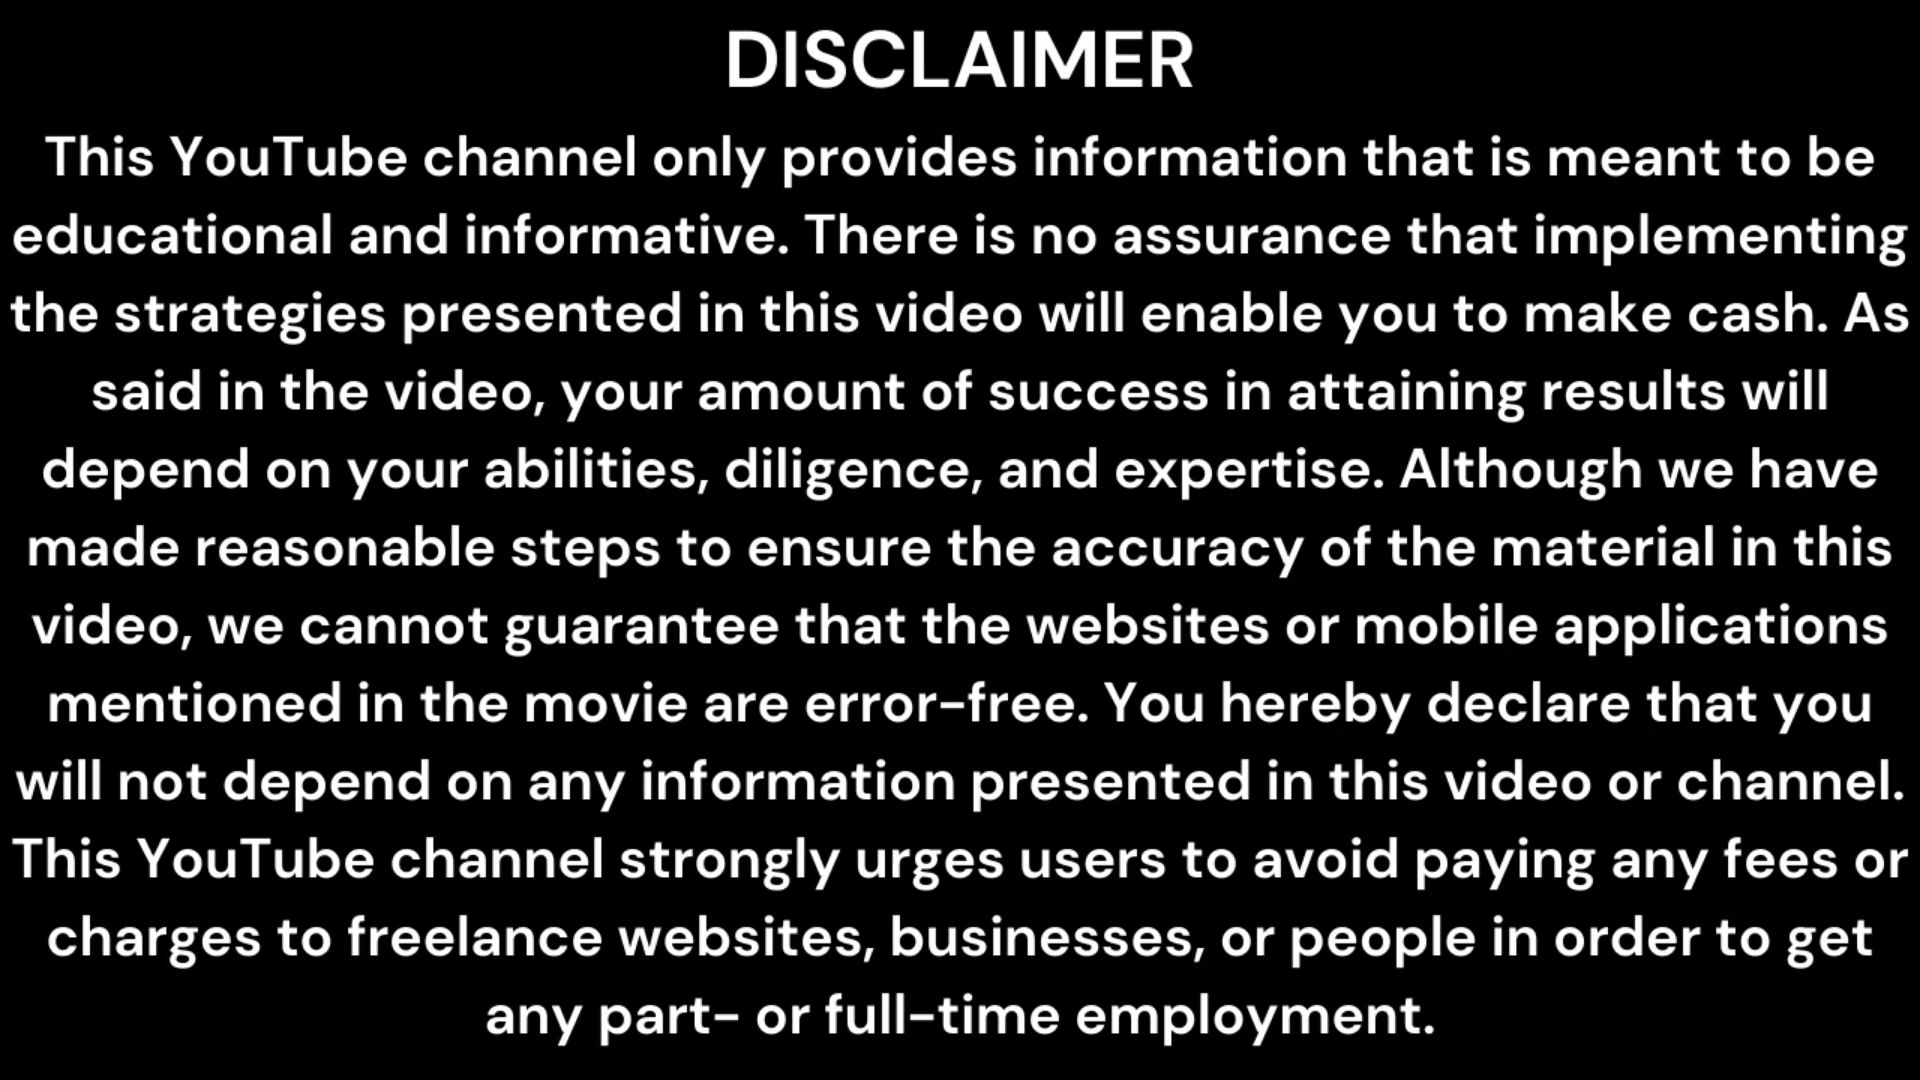 DISCLAIMER
This YouTube channel only provides information that is meant to be
educational and informative. There is no assurance that implementing
the strategies presented in this video will enable you to make cash. As
said in the video, your amount of success in attaining results will
depend on your abilities, diligence, and expertise. Although we have
made reasonable steps to ensure the accuracy of the material in this
video, we cannot guarantee that the websites or mobile applications
mentioned in the movie are error-free. You hereby declare that you
will not depend on any information presented in this video or channel.
This YouTube channel strongly urges users to avoid paying any fees or
charges to freelance websites, businesses, or people in order to get
any part- or full-time employment.